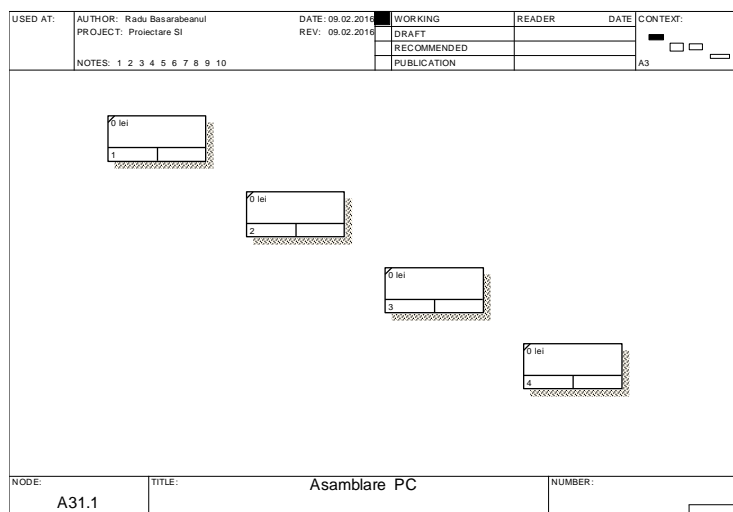 USED AT:
AUTHOR: Radu Basarabeanul
DATE: 09.02.2016
WORKING
READER
DATE
CONTEXT:
PROJECT: Proiectare SI
REV: 09.02.2016
DRAFT
RECOMMENDED
NOTES: 1 2 3 4 5 6 7 8 9 10
PUBLICATION
A3
0 lei
1
0 lei
2
0 lei
3
0 lei
4
NODE:
TITLE:
NUMBER:
Asamblare PC
A31.1